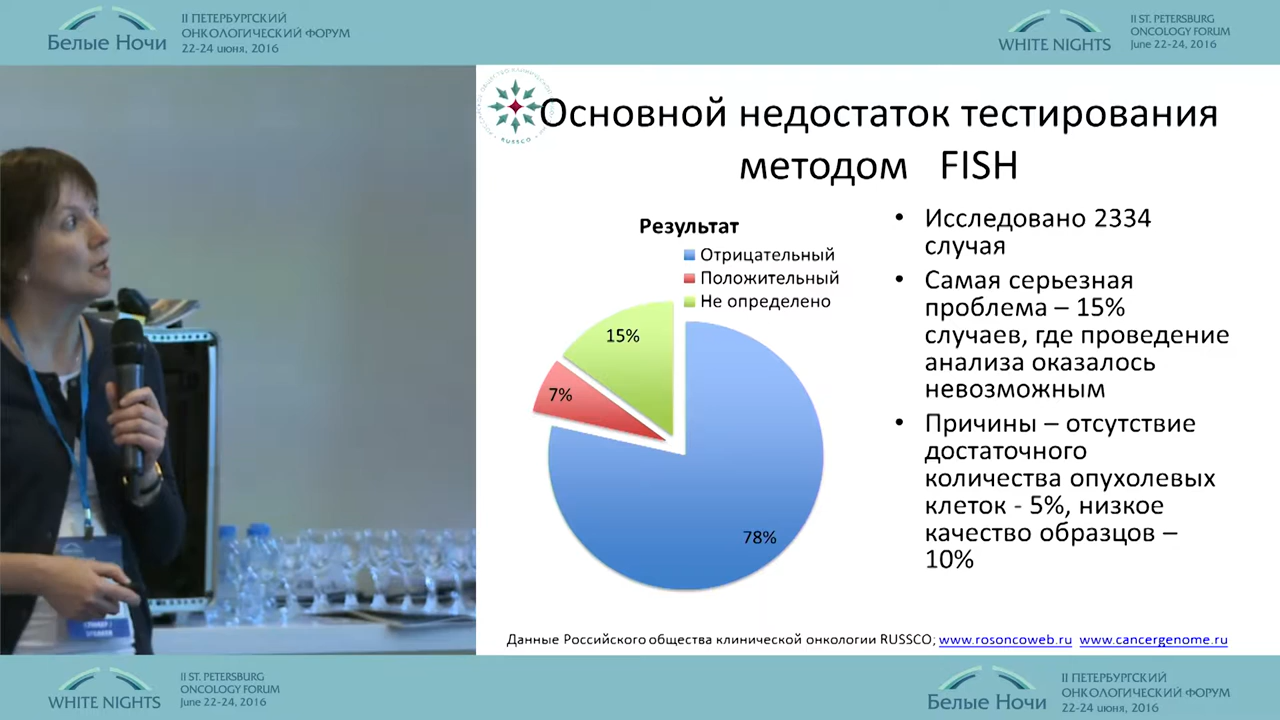 Белые Ночи
II ПЕТЕРБУРГСКИЙ
ОНКОЛОГИЧЕСКИЙ ФОРУМ
22-24 июня, 2016
WHITE NIGHTS
II ST. PETERSBURG
ONCOLOGY FORUM
June 22-24, 2016
RUSSCO
Основной недостаток тестирования
методом FISH
Результат
Отрицательный
Положительный
Не определено
15%
7%
78%
• Исследовано 2334
случая
• Самая серьезная
проблема – 15%
случаев, где проведение
анализа оказалось
невозможным
• Причины – отсутствие
достаточного
количества опухолевых
клеток - 5%, низкое
качество образцов –
10%
Данные Российского общества клинической онкологии RUSSCO; www.rosoncoweb.ru www.cancergenome.ru
WHITE NIGHTS
II ST. PETERSBURG
ONCOLOGY FORUM
June 22-24, 2016
Белые Ночи
II ПЕТЕРБУРГСКИЙ
ОНКОЛОГИЧЕСКИЙ ФОРУМ
22-24 июня, 2016